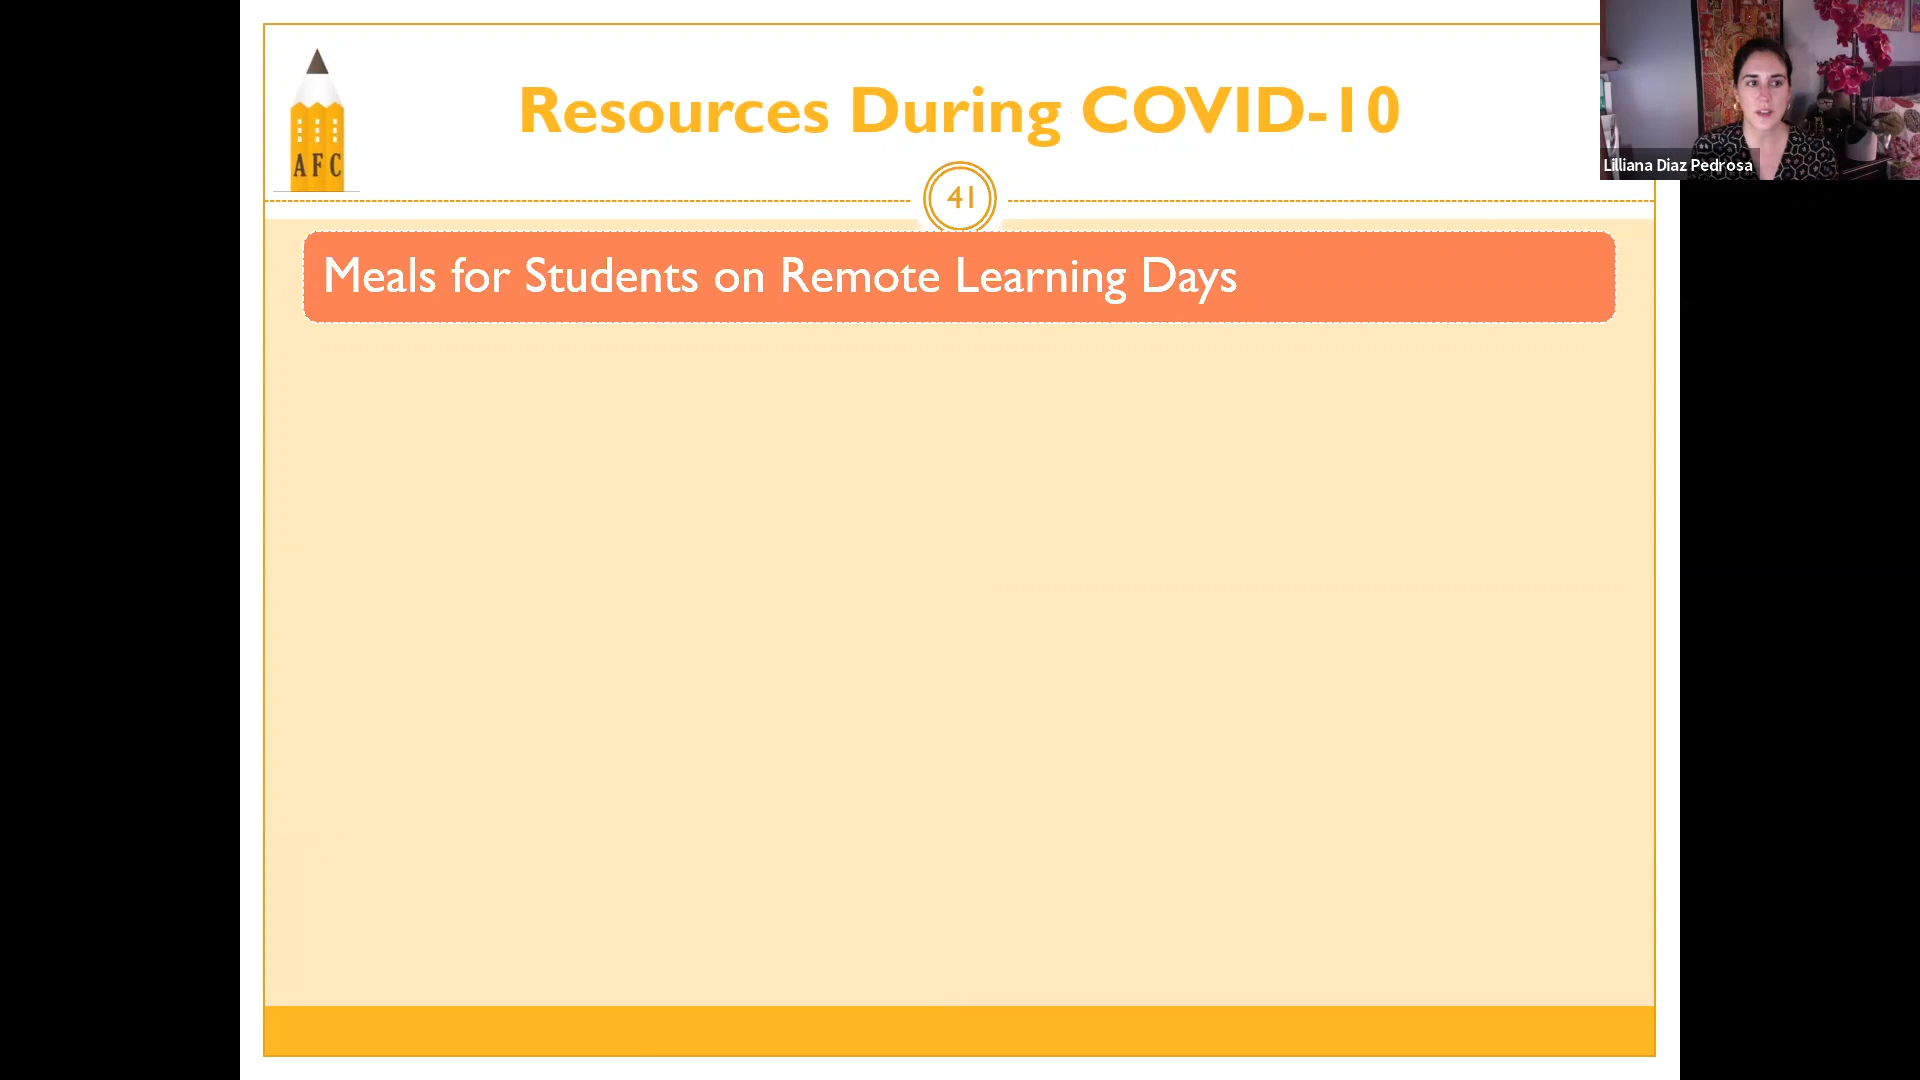 AFC
Resources During COVID-10
41
Meals for Students on Remote Learning Days
Lilliana Diaz Pedrosa